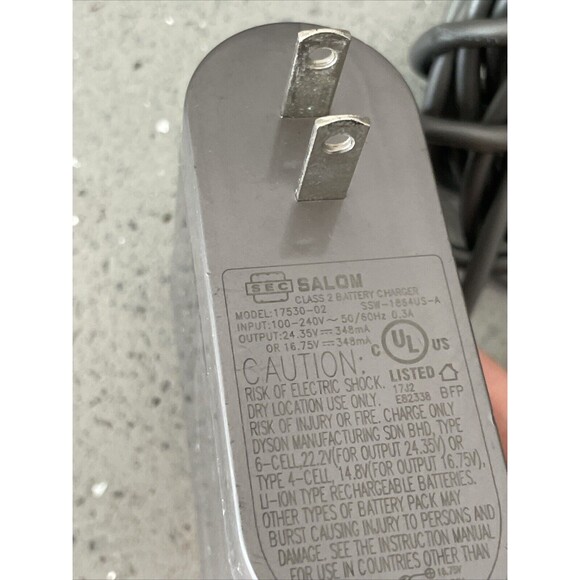 SEC SALOM
CLASS 2 BATTERY CHARGER
MODEL: 17530-02 SSW-1884US-A
INPUT: 100-240V~ 50/60Hz 0.3A
OUTPUT: 24.35V⎓348mA
OR 16.75V⎓348mA
C UL US
LISTED
CAUTION:
17J2
E82338 BFP
RISK OF ELECTRIC SHOCK.
DRY LOCATION USE ONLY.
RISK OF INJURY OR FIRE. CHARGE ONLY
DYSON MANUFACTURING SDN BHD, TYPE
6-CELL, 22.2V(FOR OUTPUT 24.35V) OR
TYPE 4-CELL, 14.8V(FOR OUTPUT 16.75V),
LI-ION TYPE RECHARGEABLE BATTERIES.
OTHER TYPES OF BATTERY PACK MAY
BURST CAUSING INJURY TO PERSONS AND
DAMAGE. SEE THE INSTRUCTION MANUAL
FOR USE IN COUNTRIES OTHER THAN
16.75V